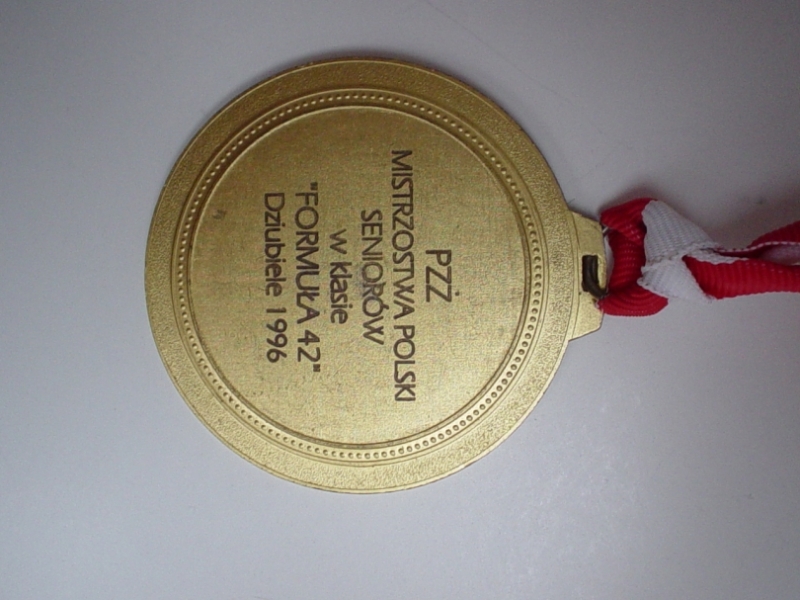 PZŻ
MISTRZOSTWA POLSKI
SENIORÓW
w klasie
"FORMUŁA 42"
Dziubiele 1996